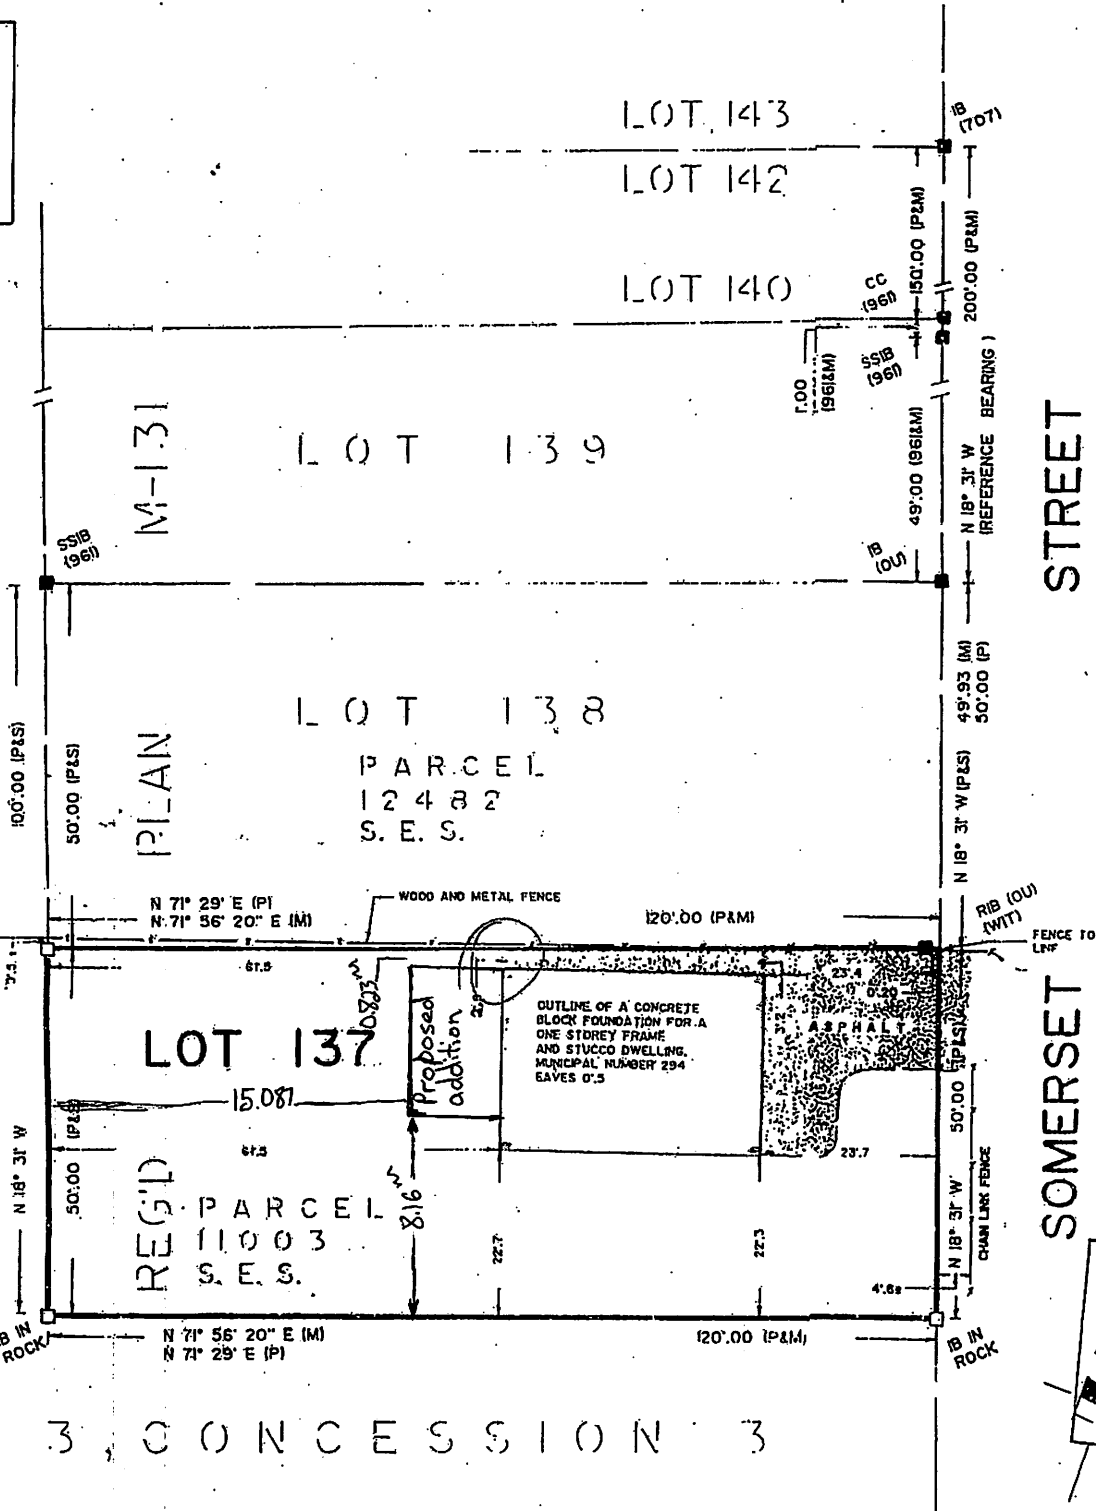 LOT 143
IB
(707)
LOT 142
150'.00 (P&M)
200'.00 (P&M)
LOT 140
CC
(961)
SSIB
(961)
1'.00
(961&M)
M-131
LOT 139
49'.00 (961&M)
N 18° 31' W
(REFERENCE BEARING)
STREET
SSIB
(961)
IB
(OU)
49'.93 (M)
50'.00 (P)
LOT 138
PARCEL
12482
S. E. S.
100'.00 (P&S)
50'.00 (P&S)
PLAN
N 18° 31' W (P&S)
N 71° 29' E (P)
N 71° 56' 20" E (M)
WOOD AND METAL FENCE
120'.00 (P&M)
RIB (OU)
(WIT)
FENCE TO
LINE
61'.5
0.823m
23'.4
0'.20
OUTLINE OF A CONCRETE
BLOCK FOUNDATION FOR A
ONE STOREY FRAME
AND STUCCO DWELLING,
MUNICIPAL NUMBER 294
EAVES 0'.5
3'.2
ASPHALT
(P&S)
Proposed
addition
LOT 137
15.087
50'.00 (P&S)
50'.00
SOMERSET
61'.5
23'.7
N 18° 31' W
REG'D
PARCEL
11003
S. E. S.
8.16m
22'.7
22'.3
N 18° 31' W
CHAIN LINK FENCE
4'.6±
IB IN
ROCK
N 71° 56' 20" E (M)
N 71° 29' E (P)
120'.00 (P&M)
IB IN
ROCK
3, CONCESSION 3